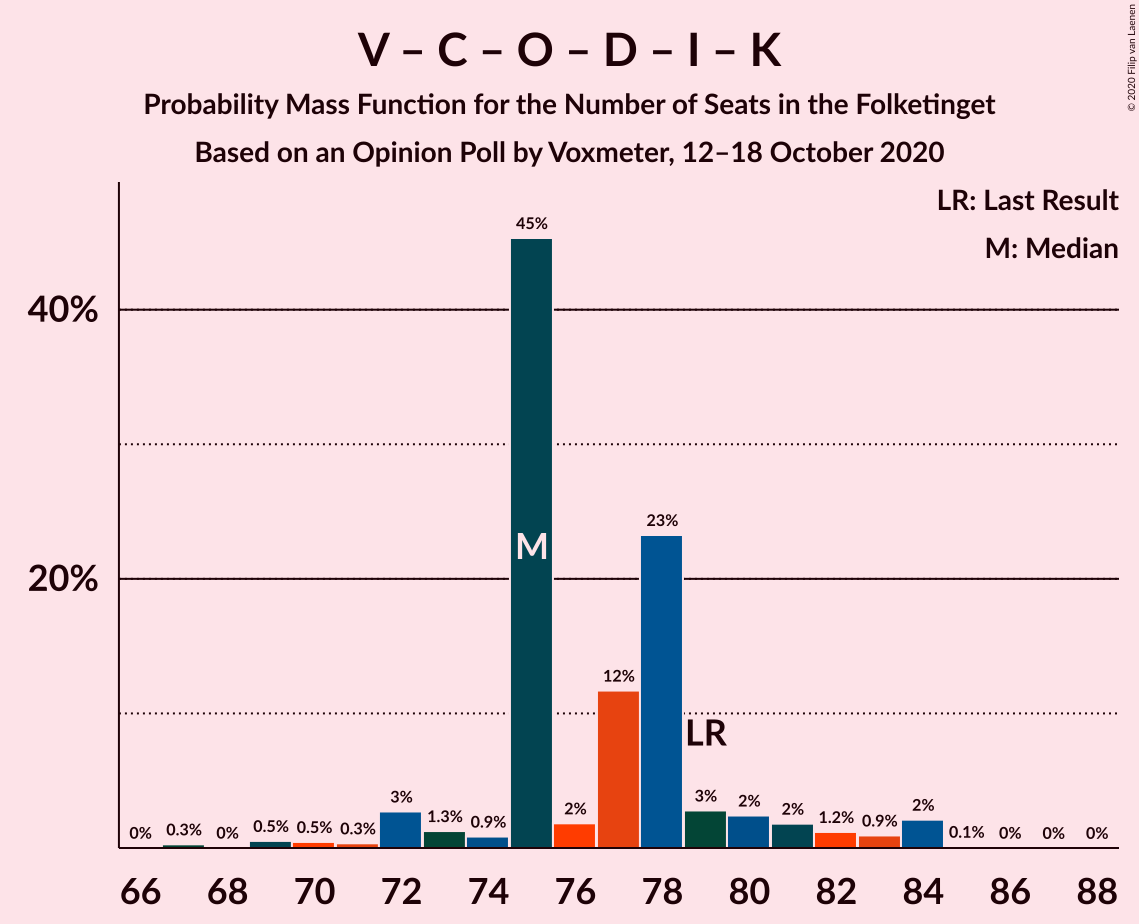 V – C – O – D – I – K
Probability Mass Function for the Number of Seats in the Folketinget
Based on an Opinion Poll by Voxmeter, 12–18 October 2020
© 2020 Filip van Laenen
LR: Last Result
M: Median
40%
20%
0%
0.3%
0%
0.5%
0.5%
0.3%
3%
1.3%
0.9%
45%
M
2%
12%
23%
LR
3%
2%
2%
1.2%
0.9%
2%
0.1%
0%
0%
0%
66 68 70 72 74 76 78 80 82 84 86 88